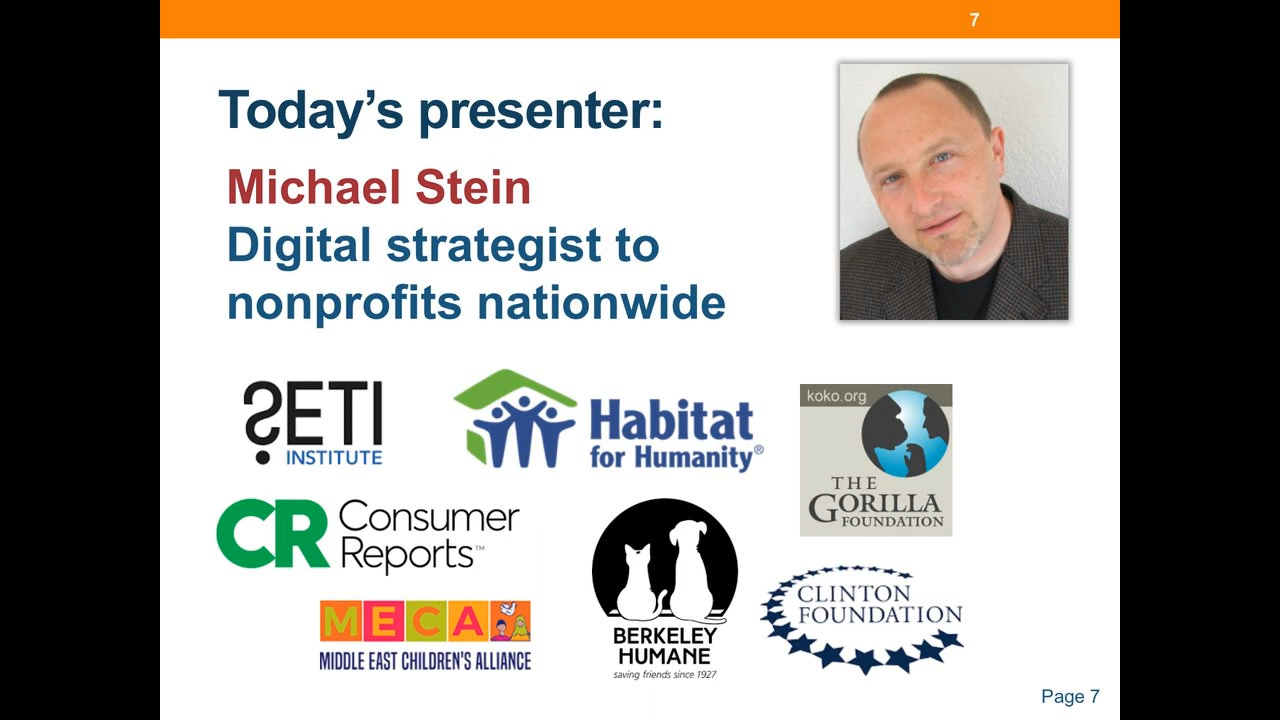 7
Today’s presenter:
Michael Stein
Digital strategist to
nonprofits nationwide
SETI
INSTITUTE
Habitat
for Humanity®
koko.org
THE
GORILLA
FOUNDATION
CR Consumer
Reports™
BERKELEY
HUMANE
saving friends since 1927
CLINTON
FOUNDATION
MECA
MIDDLE EAST CHILDREN'S ALLIANCE
Page 7